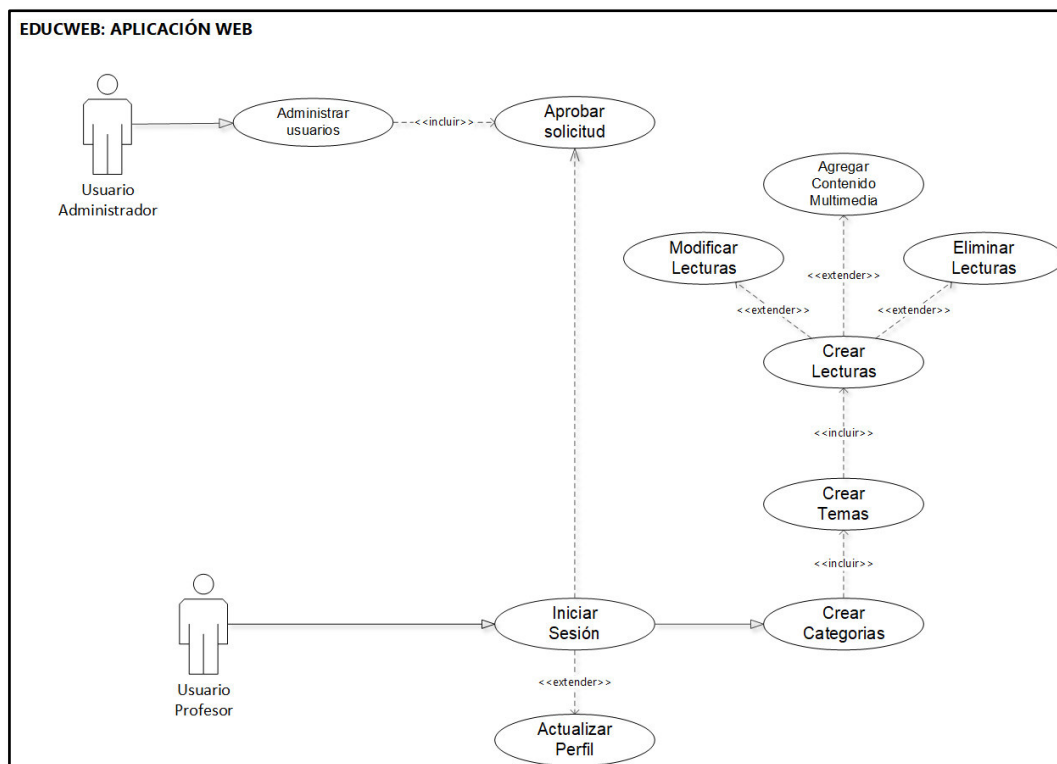 EDUCWEB: APLICACIÓN WEB
Administrar
usuarios
<<incluir>>
Aprobar
solicitud
Usuario
Administrador
Agregar
Contenido
Multimedia
Modificar
Lecturas
Eliminar
Lecturas
<<extender>>
<<extender>>
<<extender>>
Crear
Lecturas
<<incluir>>
Crear
Temas
<<incluir>>
Iniciar
Sesión
Crear
Categorias
Usuario
Profesor
<<extender>>
Actualizar
Perfil